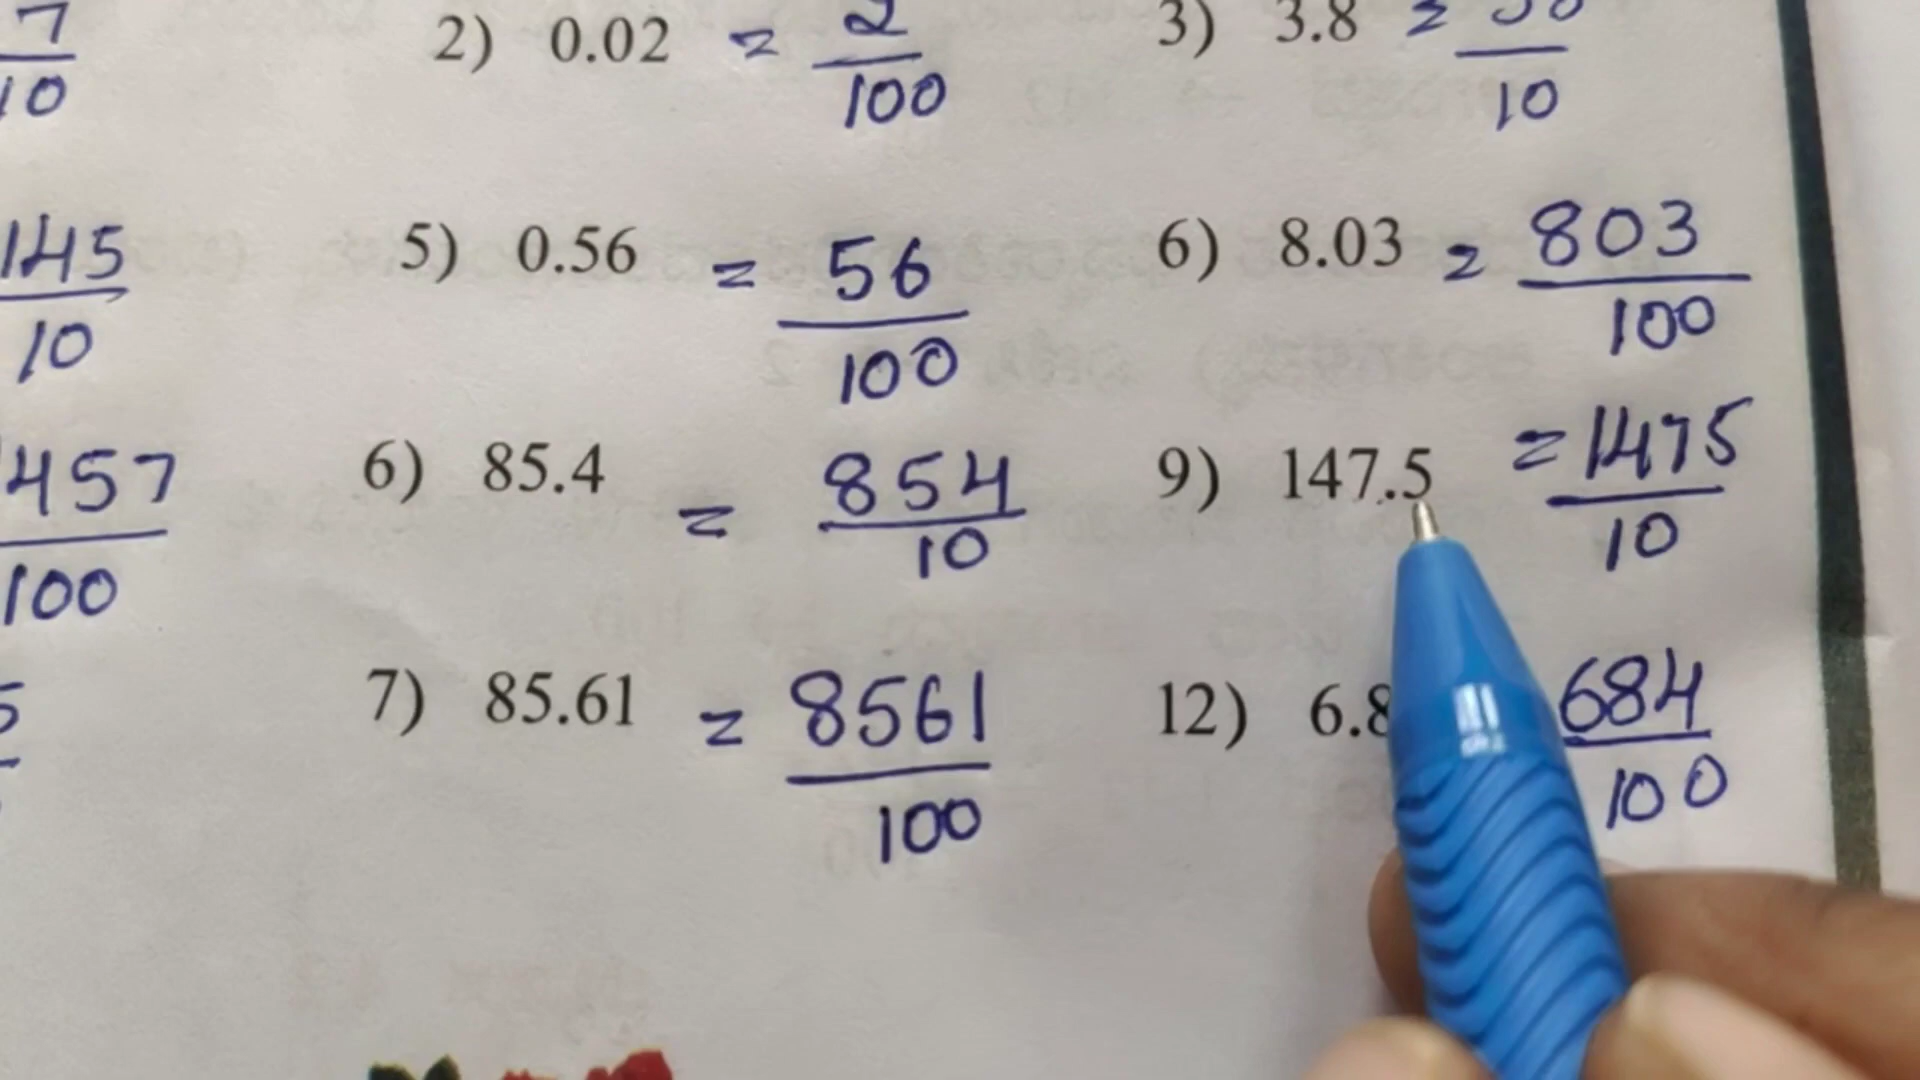 7/10 2) 0.02 = 2/100 3) 3.8 = 38/10
145/10 5) 0.56 = 56/100 6) 8.03 = 803/100
457/100 6) 85.4 = 854/10 9) 147.5 = 1475/10
5 7) 85.61 = 8561/100 12) 6.8 684/100